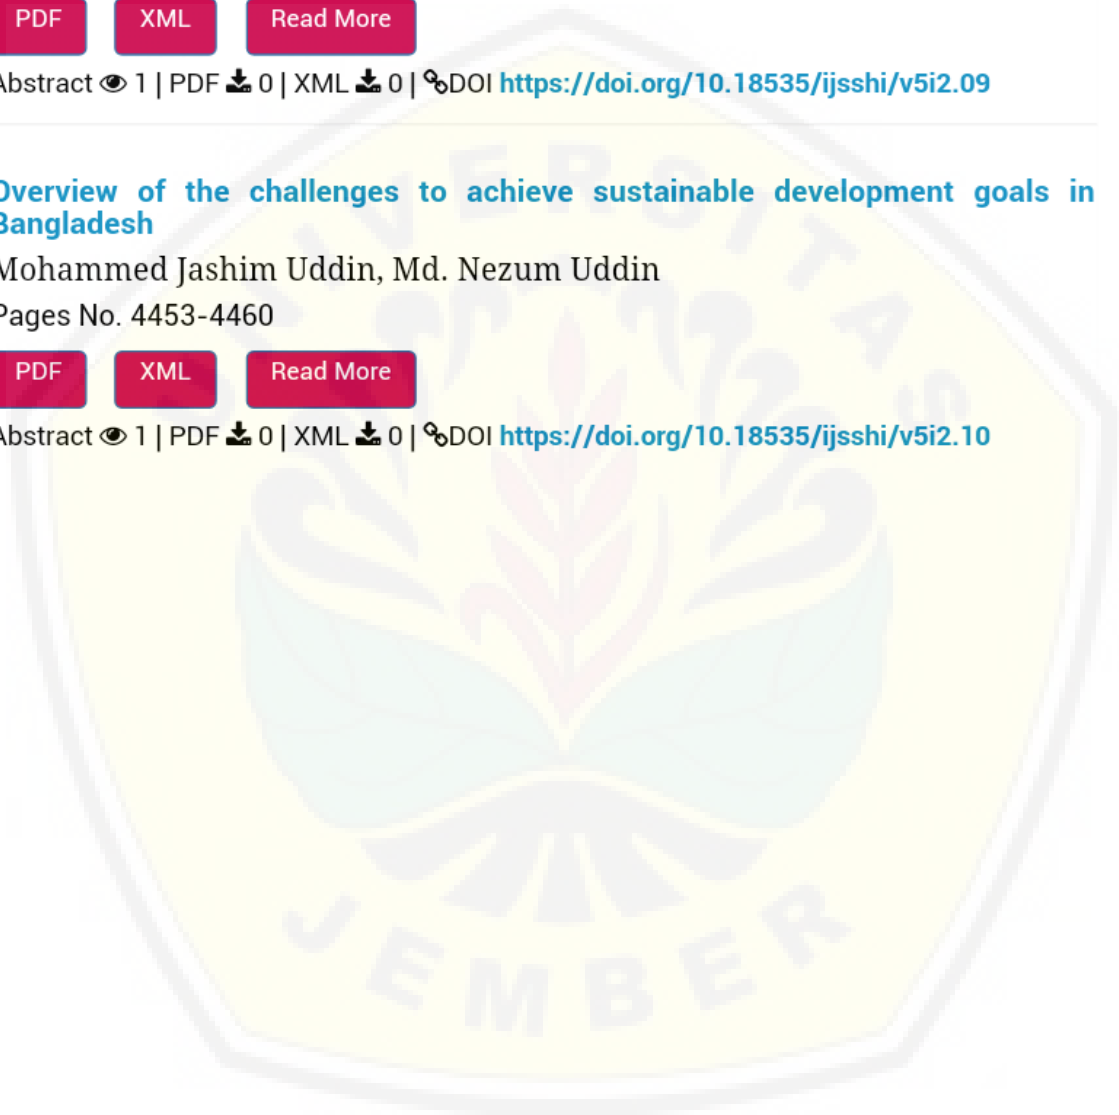 PDF XML Read More
Abstract 1 | PDF 0 | XML 0 | DOI https://doi.org/10.18535/ijsshi/v5i2.09
Overview of the challenges to achieve sustainable development goals in
Bangladesh
Mohammed Jashim Uddin, Md. Nezum Uddin
Pages No. 4453-4460
PDF XML Read More
Abstract 1 | PDF 0 | XML 0 | DOI https://doi.org/10.18535/ijsshi/v5i2.10
UNIVERSITAS
JEMBER